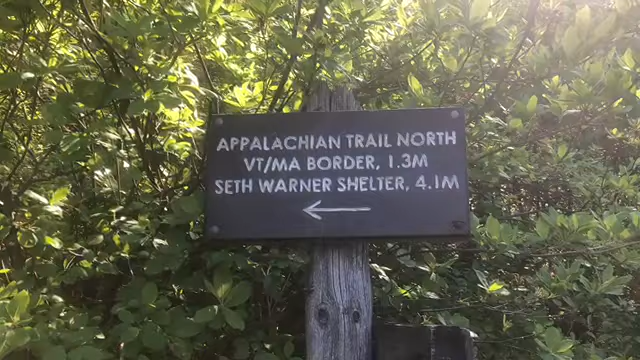 APPALACHIAN TRAIL NORTH
VT/MA BORDER, 1.3M
SETH WARNER SHELTER, 4.1M